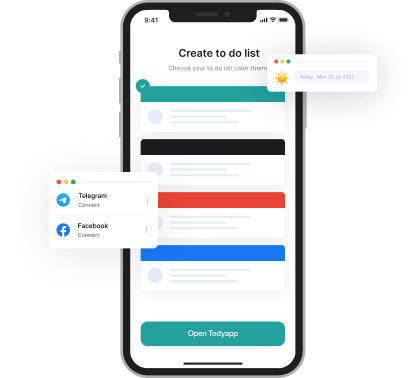 9:41
Create to do list
Choose your to do list color theme
Today , Mon 20 Jul 2022
Telegram
Connect
Facebook
Connect
Open Todyapp